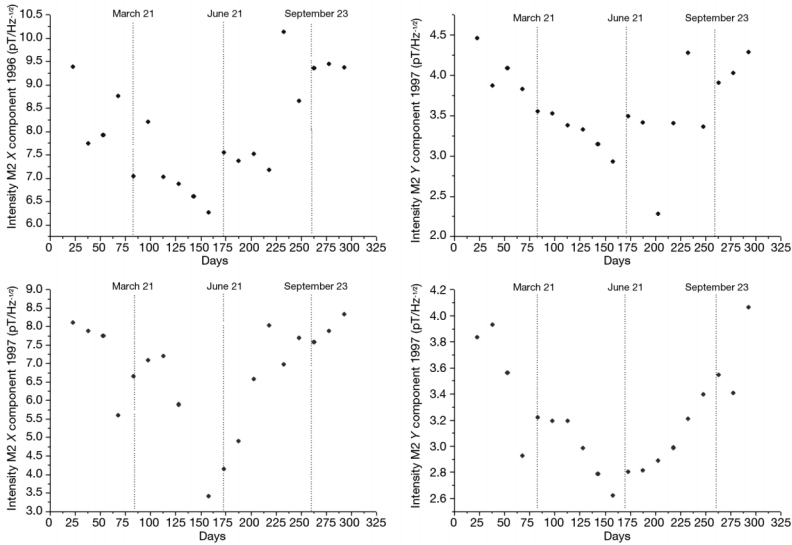 March 21
June 21
September 23
Intensity M2 X component 1996 (pT/Hz-1/2)
10.5
10.0
9.5
9.0
8.0
7.5
7.0
6.5
6.0
0 25 50 75 100 125 150 175 200 225 250 275 300 325
Days
March 21
June 21
September 23
Intensity M2 Y component 1997 (pT/Hz-1/2)
4.5
4.0
3.5
3.0
2.5
2.0
0 25 50 75 100 125 150 175 200 225 250 275 300 325
Days
March 21
June 21
September 23
Intensity M2 X component 1997 (pT/Hz-1/2)
9.0
8.5
8.0
7.5
7.0
6.5
6.0
5.5
5.0
4.5
4.0
3.5
3.0
0 25 50 75 100 125 150 175 200 225 250 275 300 325
Days
March 21
June 21
September 23
Intensity M2 Y component 1997 (pT/Hz-1/2)
4.2
4.0
3.8
3.6
3.4
3.2
3.0
2.8
2.6
0 25 50 75 100 125 150 175 200 225 250 275 300 325
Days